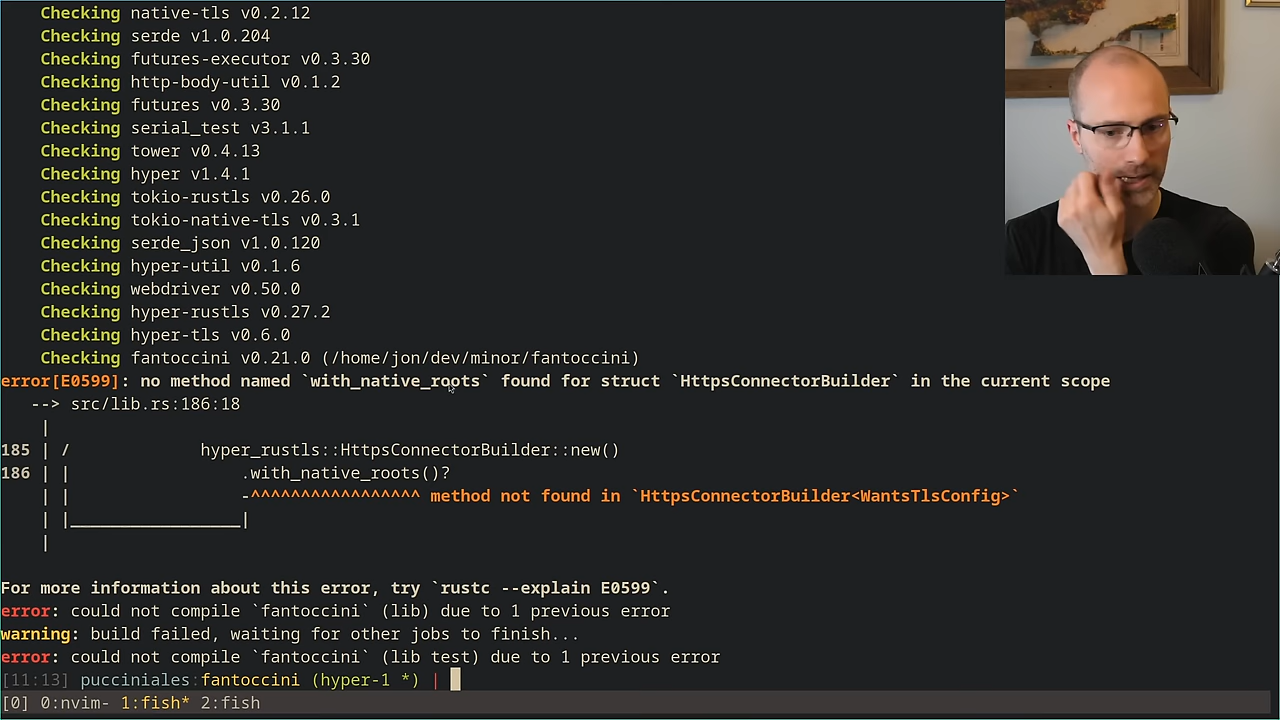 Checking native-tls v0.2.12
Checking serde v1.0.204
Checking futures-executor v0.3.30
Checking http-body-util v0.1.2
Checking futures v0.3.30
Checking serial_test v3.1.1
Checking tower v0.4.13
Checking hyper v1.4.1
Checking tokio-rustls v0.26.0
Checking tokio-native-tls v0.3.1
Checking serde_json v1.0.120
Checking hyper-util v0.1.6
Checking webdriver v0.50.0
Checking hyper-rustls v0.27.2
Checking hyper-tls v0.6.0
Checking fantoccini v0.21.0 (/home/jon/dev/minor/fantoccini)
error[E0599]: no method named `with_native_roots` found for struct `HttpsConnectorBuilder` in the current scope
--> src/lib.rs:186:18
|
185 | / hyper_rustls::HttpsConnectorBuilder::new()
186 | | .with_native_roots()?
| | -^^^^^^^^^^^^^^^^^ method not found in `HttpsConnectorBuilder<WantsTlsConfig>`
| |_________________|
|
For more information about this error, try `rustc --explain E0599`.
error: could not compile `fantoccini` (lib) due to 1 previous error
warning: build failed, waiting for other jobs to finish...
error: could not compile `fantoccini` (lib test) due to 1 previous error
[11:13] pucciniales:fantoccini (hyper-1 *) |
[0] 0:nvim- 1:fish* 2:fish